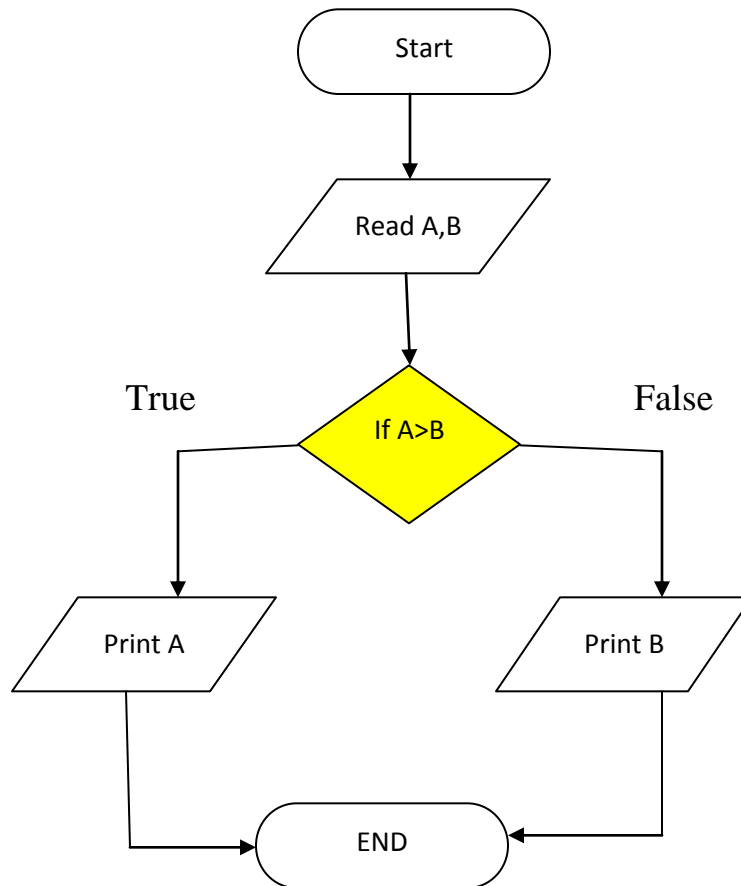 Start
Read A,B
True
False
If A>B
Print A
Print B
END